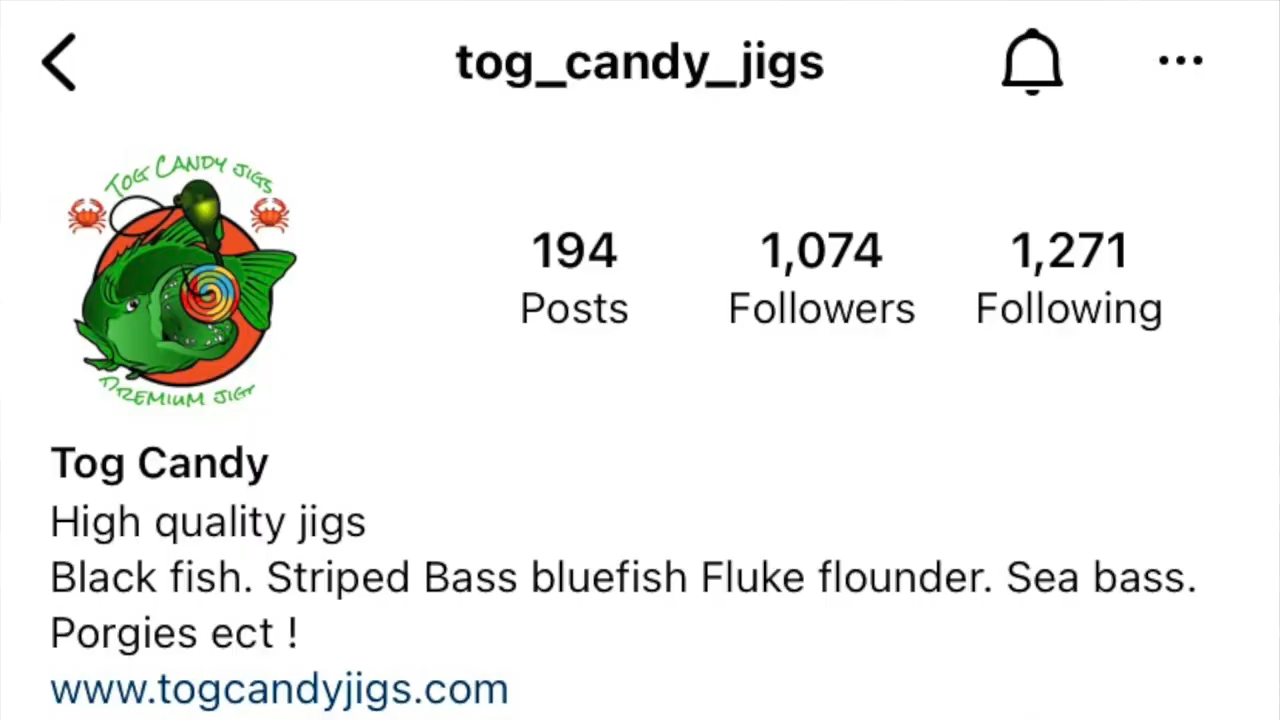 tog_candy_jigs
TOG CANDY JIGS
PREMIUM JIGS
194 1,074 1,271
Posts Followers Following
Tog Candy
High quality jigs
Black fish. Striped Bass bluefish Fluke flounder. Sea bass.
Porgies ect !
www.togcandyjigs.com